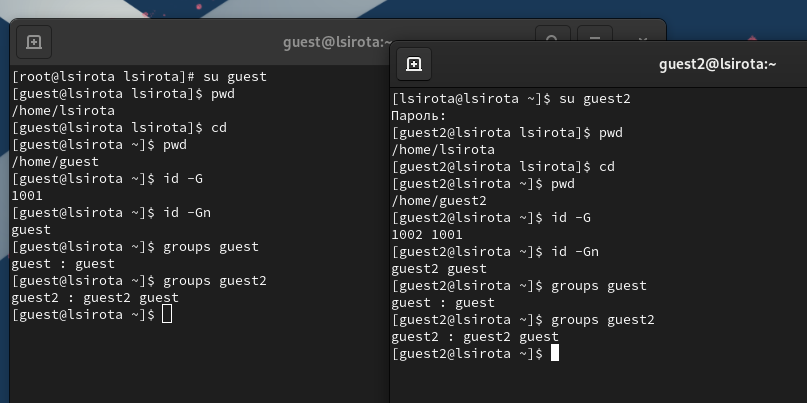 guest@lsirota:~
[root@lsirota lsirota]# su guest
[guest@lsirota lsirota]$ pwd
/home/lsirota
[guest@lsirota lsirota]$ cd
[guest@lsirota ~]$ pwd
/home/guest
[guest@lsirota ~]$ id -G
1001
[guest@lsirota ~]$ id -Gn
guest
[guest@lsirota ~]$ groups guest
guest : guest
[guest@lsirota ~]$ groups guest2
guest2 : guest2 guest
[guest@lsirota ~]$
guest2@lsirota:~
[lsirota@lsirota ~]$ su guest2
Пароль:
[guest2@lsirota lsirota]$ pwd
/home/lsirota
[guest2@lsirota lsirota]$ cd
[guest2@lsirota ~]$ pwd
/home/guest2
[guest2@lsirota ~]$ id -G
1002 1001
[guest2@lsirota ~]$ id -Gn
guest2 guest
[guest2@lsirota ~]$ groups guest
guest : guest
[guest2@lsirota ~]$ groups guest2
guest2 : guest2 guest
[guest2@lsirota ~]$